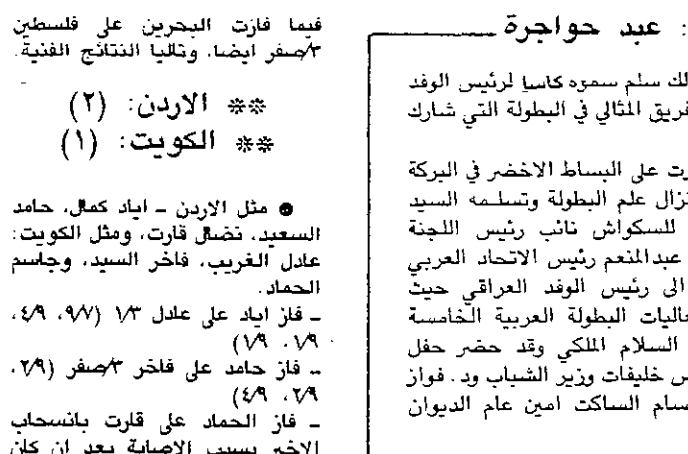 : عبد حواجرة
لك سلم سموه كاسا لرئيس الوفد
فريق المثالي في البطولة التي شارك
رت على البساط الاخضر في البركة
نزال علم البطولة وتسلمه السيد
للسكواش نائب رئيس اللجنة
عبدالمنعم رئيس الاتحاد العربي
الى رئيس الوفد العراقي حيث
عاليات البطولة العربية الخامسة
السلام الملكي وقد حضر حفل
س خليفات وزير الشباب ود. فواز
سام الساكت امين عام الديوان
فيما فازت البحرين على فلسطين
٣/صفر ايضا. وتاليا النتائج الفنية.
** الاردن: (٢)
** الكويت: (١)
● مثل الاردن - اياد كمال، حامد
السعيد، نضال قارت، ومثل الكويت:
عادل الغريب، فاخر السيد، وجاسم
الحماد.
- فاز اياد على عادل ١/٣ (٩/٧، ٤/٩،
١/٩، ١/٩)
- فاز حامد على فاخر ٣/صفر (٢/٩،
٢/٩، ٤/٩)
- فاز الحماد على قارت بانسحاب
الاخير بسبب الاصابة بعد ان كان